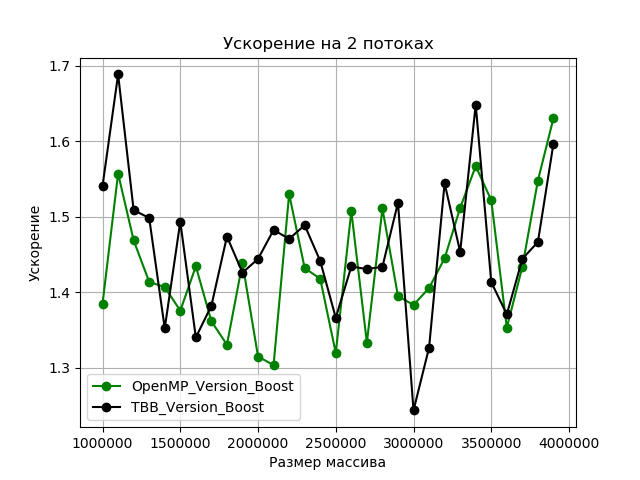 Ускорение на 2 потоках
1.7
1.6
1.5
1.4
1.3
Ускорение
OpenMP_Version_Boost
TBB_Version_Boost
1000000 1500000 2000000 2500000 3000000 3500000 4000000
Размер массива